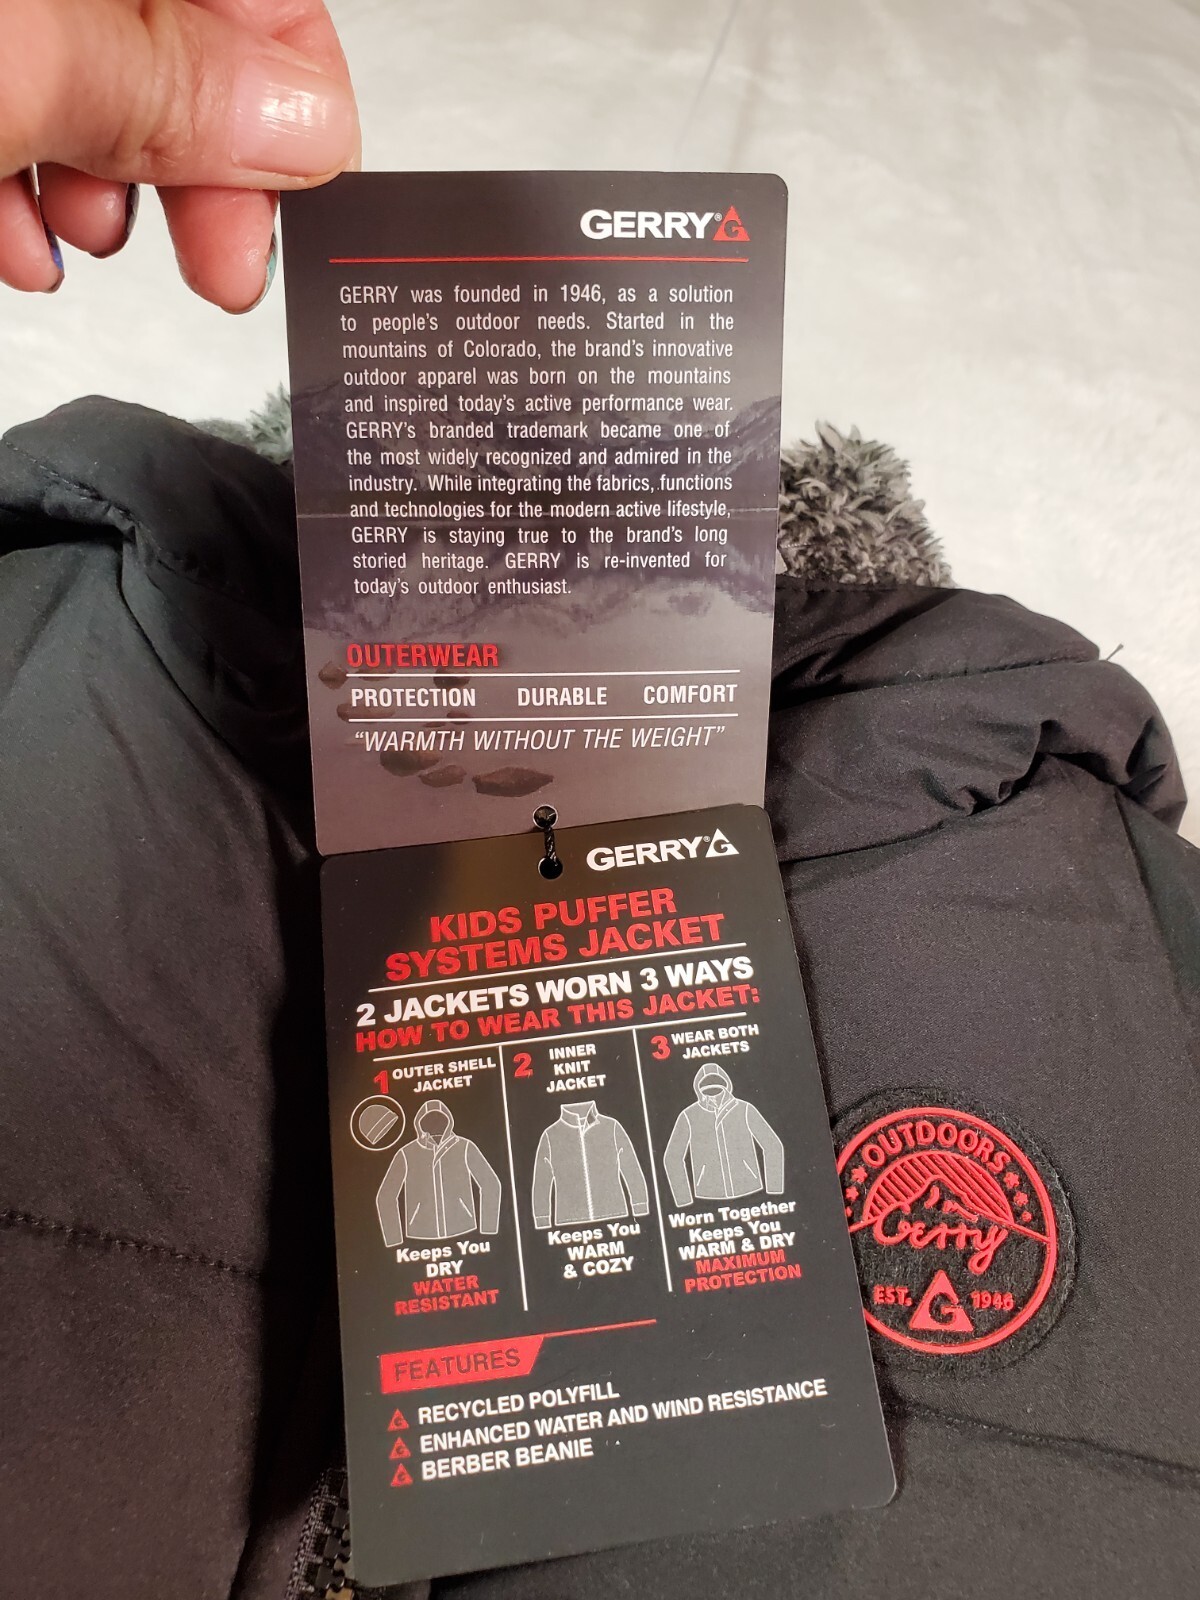 GERRY®
GERRY was founded in 1946, as a solution
to people's outdoor needs. Started in the
mountains of Colorado, the brand's innovative
outdoor apparel was born on the mountains
and inspired today's active performance wear.
GERRY's branded trademark became one of
the most widely recognized and admired in the
industry. While integrating the fabrics, functions
and technologies for the modern active lifestyle,
GERRY is staying true to the brand's long
storied heritage. GERRY is re-invented for
today's outdoor enthusiast.
OUTERWEAR
PROTECTION DURABLE COMFORT
“WARMTH WITHOUT THE WEIGHT”
GERRY®
KIDS PUFFER
SYSTEMS JACKET
2 JACKETS WORN 3 WAYS
HOW TO WEAR THIS JACKET:
1 OUTER SHELL
JACKET
Keeps You
DRY
WATER
RESISTANT
2 INNER
KNIT
JACKET
Keeps You
WARM
& COZY
3 WEAR BOTH
JACKETS
Worn Together
Keeps You
WARM & DRY
MAXIMUM
PROTECTION
FEATURES
RECYCLED POLYFILL
ENHANCED WATER AND WIND RESISTANCE
BERBER BEANIE
OUTDOORS
Gerry
EST. G 1946